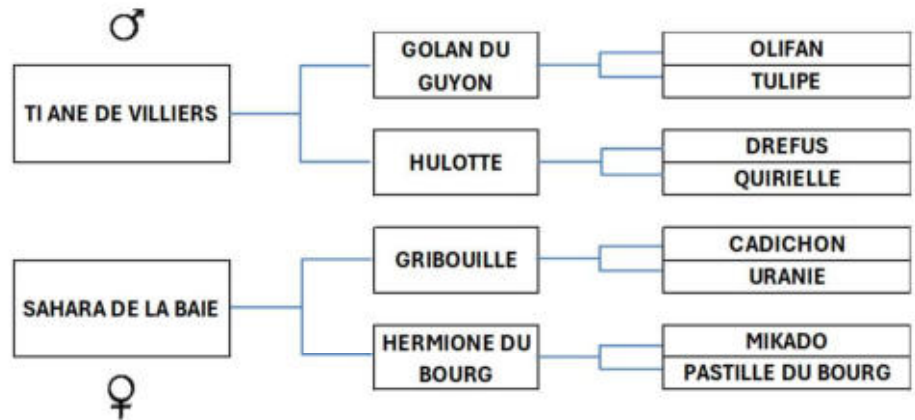 ♂
TI ANE DE VILLIERS
GOLAN DU
GUYON
OLIFAN
TULIPE
HULOTTE
DREFUS
QUIRIELLE
SAHARA DE LA BAIE
GRIBOUILLE
CADICHON
URANIE
HERMIONE DU
BOURG
MIKADO
PASTILLE DU BOURG
♀